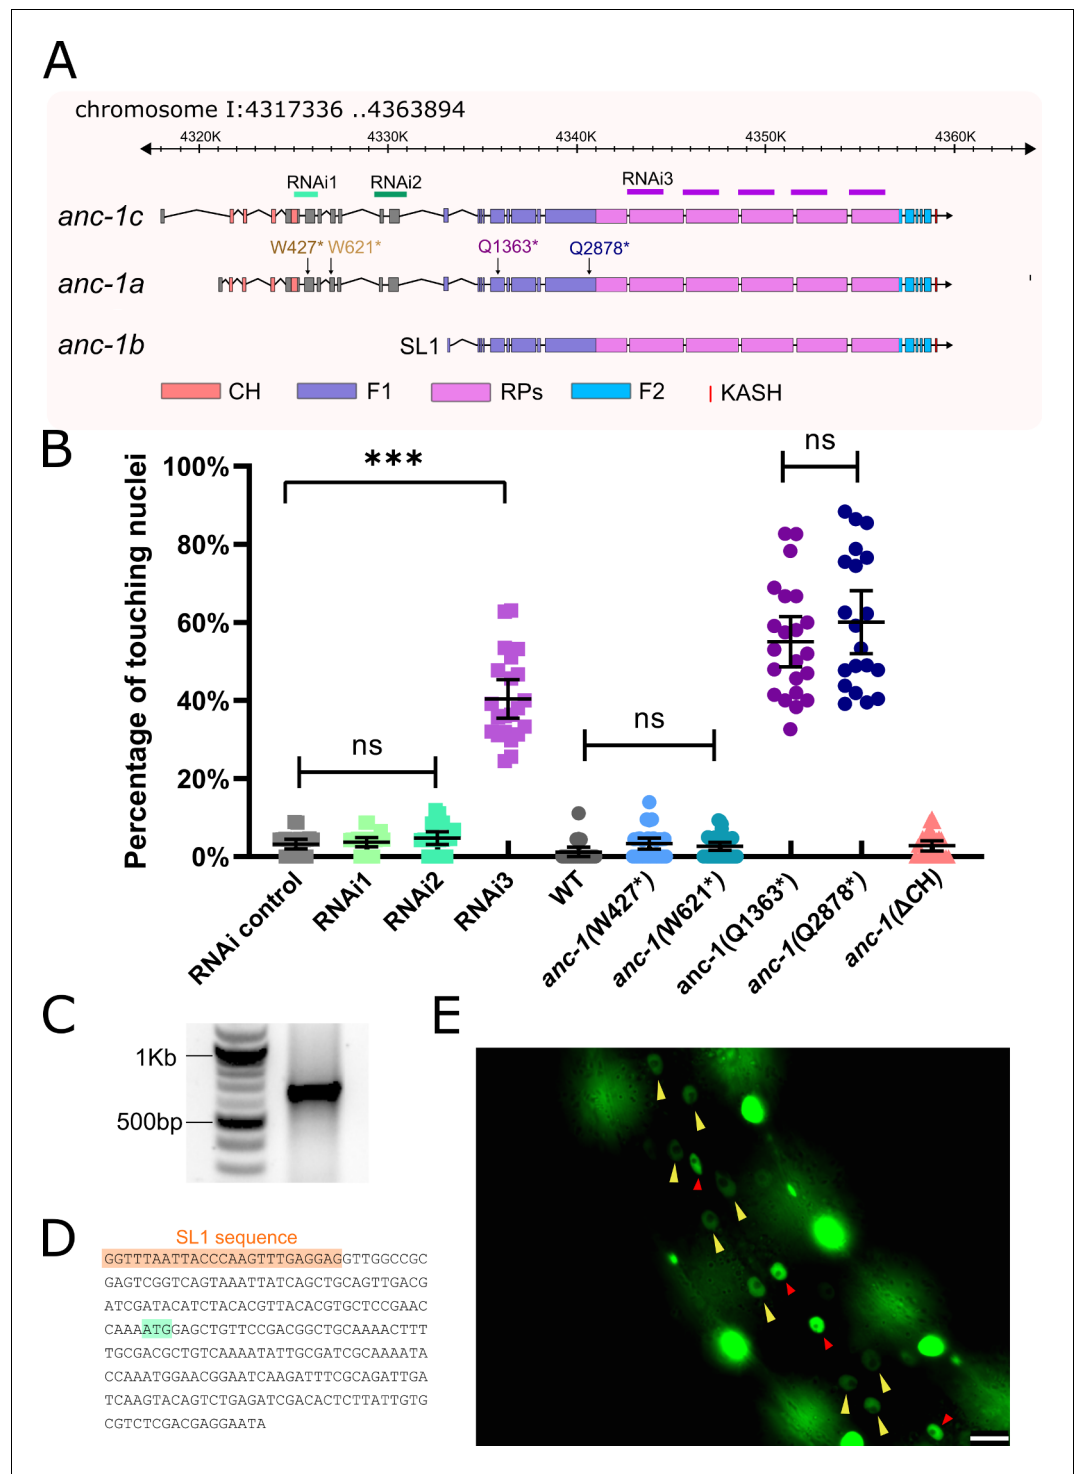 A
chromosome I:4317336 ..4363894
4320K 4330K 4340K 4350K 4360K
RNAi1 RNAi2 RNAi3
anc-1c
W427* W621* Q1363* Q2878*
anc-1a
anc-1b SL1
CH F1 RPs F2 KASH
B
Percentage of touching nuclei
100%
80%
60%
40%
20%
0%
*** ns
ns ns
RNAi control RNAi1 RNAi2 RNAi3 WT anc-1(W427*) anc-1(W621*) anc-1(Q1363*) anc-1(Q2878*) anc-1(ΔCH)
C
1Kb
500bp
D
SL1 sequence
GGTTTAATTACCCAAGTTTGAGGAGGTTGGCCGC
GAGTCGGTCAGTAAATTATCAGCTGCAGTTGACG
ATCGATACATCTACACGTTACACGTGCTCCGAAC
CAAAATGGAGCTGTTCCGACGGCTGCAAAACTTT
TGCGACGCTGTCAAAATATTGCGATCGCAAAATA
CCAAATGGAACGGAATCAAGATTTCGCAGATTGA
TCAAGTACAGTCTGAGATCGACACTCTTATTGTG
CGTCTCGACGAGGAATA
E